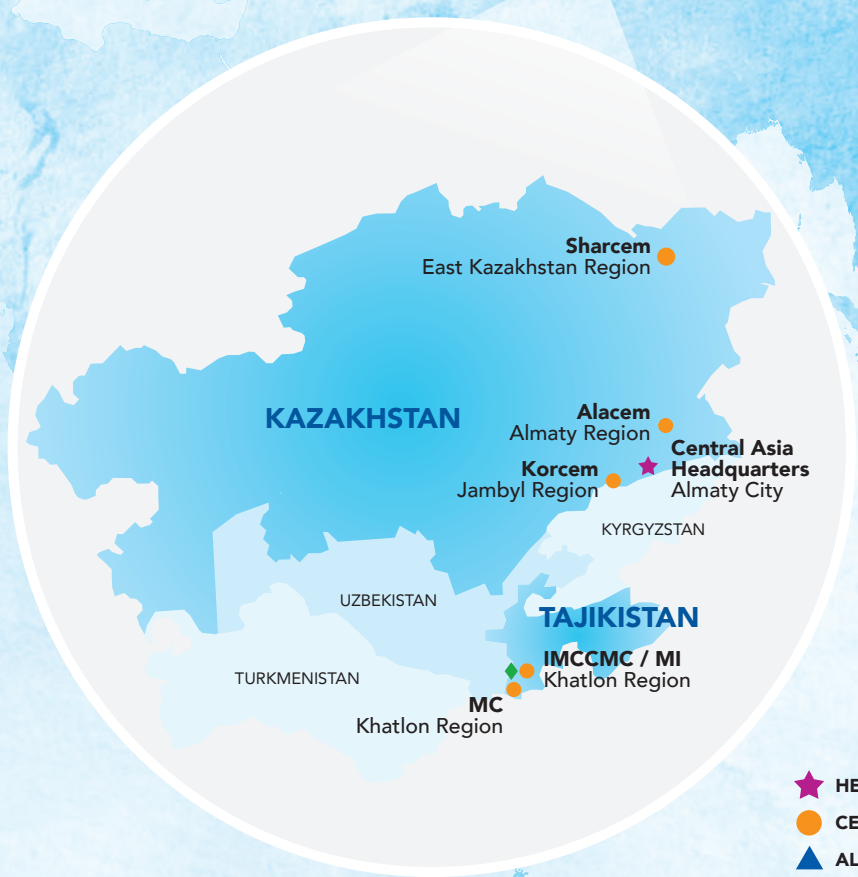 Sharcem
East Kazakhstan Region
KAZAKHSTAN
Alacem
Almaty Region
Central Asia
Headquarters
Almaty City
Korcem
Jambyl Region
KYRGYZSTAN
UZBEKISTAN
TAJIKISTAN
IMCCMC / MI
Khatlon Region
TURKMENISTAN
MC
Khatlon Region
HE
CE
AL